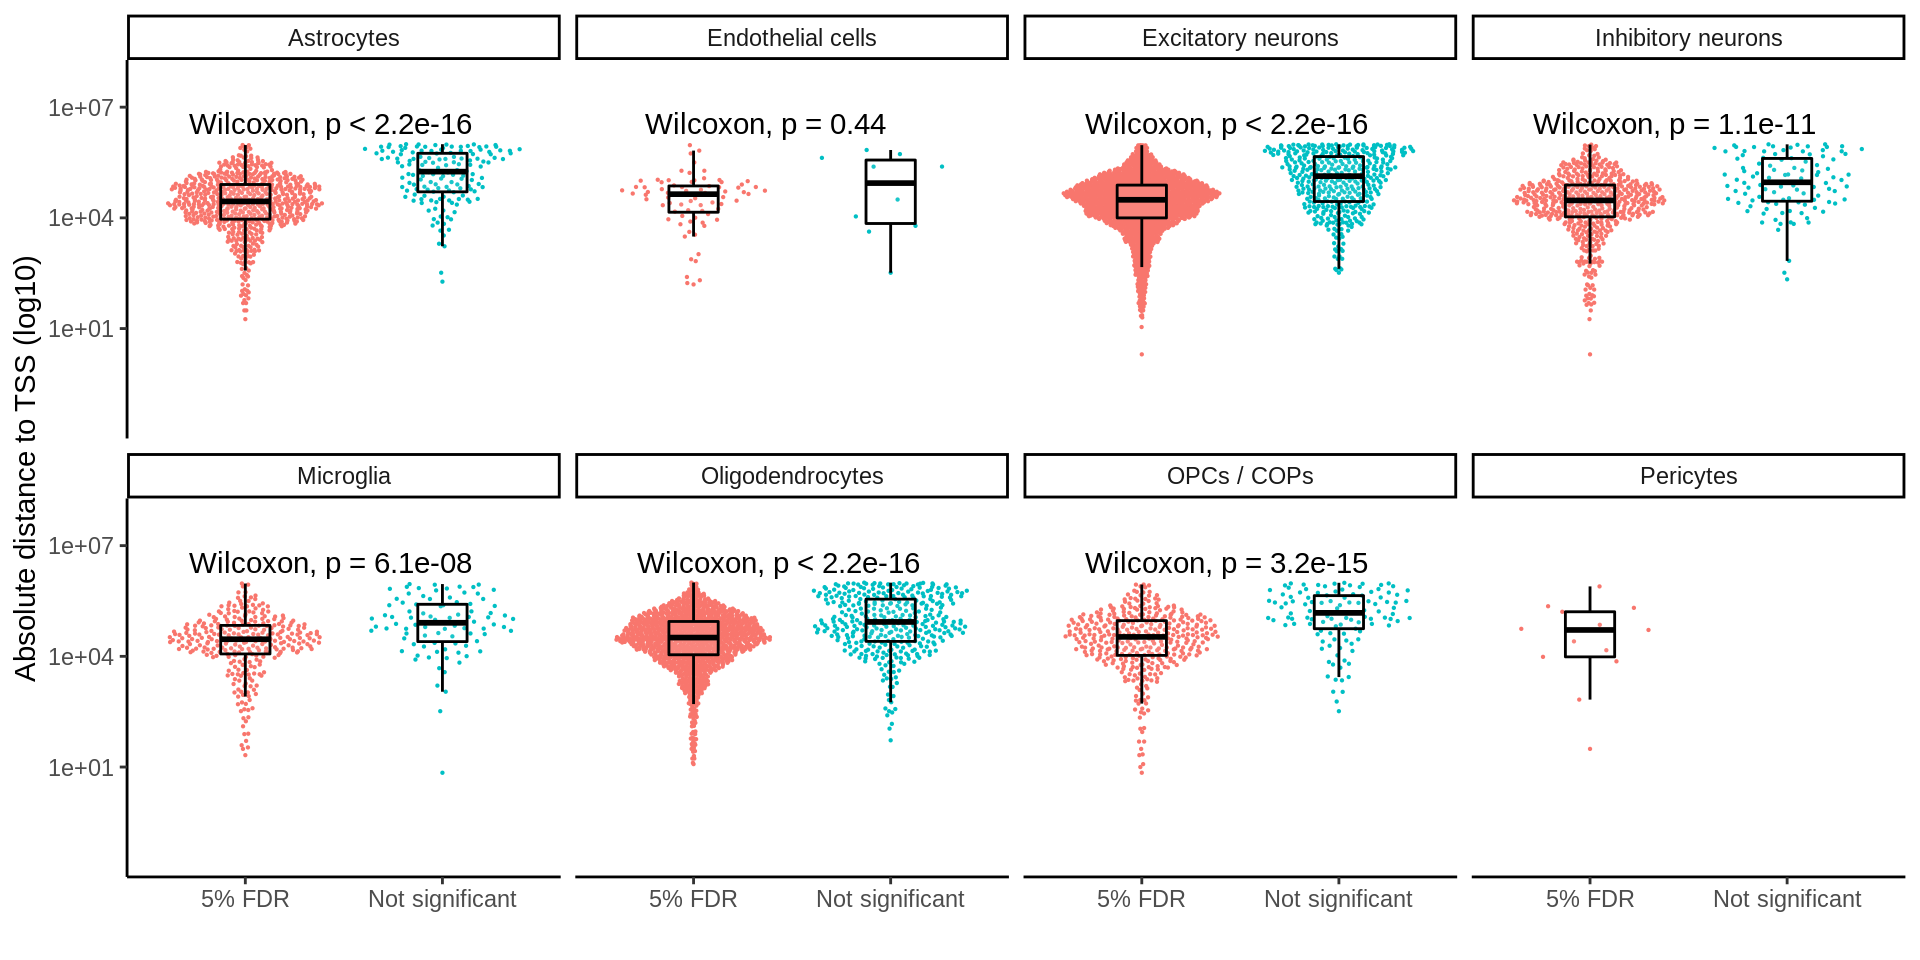 Astrocytes
Endothelial cells
Excitatory neurons
Inhibitory neurons
Absolute distance to TSS (log10)
1e+07
1e+04
1e+01
Wilcoxon, p < 2.2e-16
Wilcoxon, p = 0.44
Wilcoxon, p < 2.2e-16
Wilcoxon, p = 1.1e-11
Microglia
Oligodendrocytes
OPCs / COPs
Pericytes
1e+07
1e+04
1e+01
Wilcoxon, p = 6.1e-08
Wilcoxon, p < 2.2e-16
Wilcoxon, p = 3.2e-15
5% FDR
Not significant
5% FDR
Not significant
5% FDR
Not significant
5% FDR
Not significant